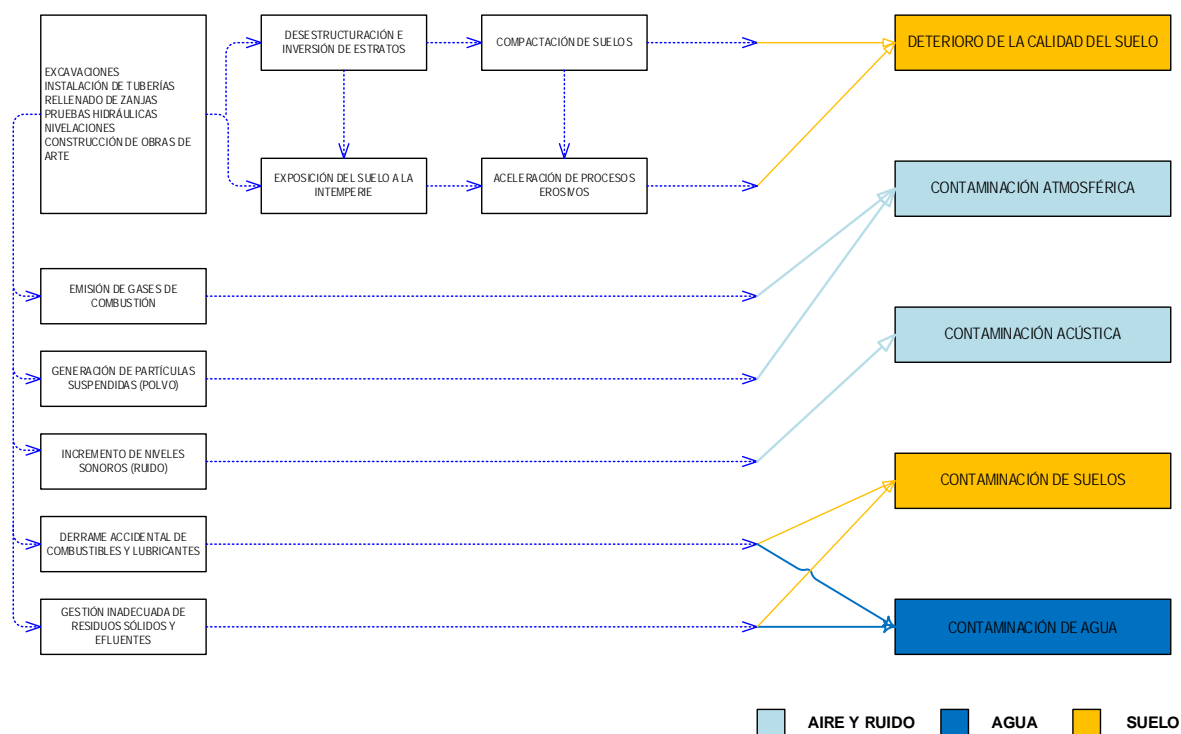 EXCAVACIONES
INSTALACIÓN DE TUBERÍAS
RELLENADO DE ZANJAS
PRUEBAS HIDRÁULICAS
NIVELACIONES
CONSTRUCCIÓN DE OBRAS DE
ARTE
DESESTRUCTURACIÓN E
INVERSIÓN DE ESTRATOS
COMPACTACIÓN DE SUELOS
DETERIORO DE LA CALIDAD DEL SUELO
EXPOSICIÓN DEL SUELO A LA
INTEMPERIE
ACELERACIÓN DE PROCESOS
EROSIVOS
CONTAMINACIÓN ATMOSFÉRICA
EMISIÓN DE GASES DE
COMBUSTIÓN
CONTAMINACIÓN ACÚSTICA
GENERACIÓN DE PARTÍCULAS
SUSPENDIDAS (POLVO)
INCREMENTO DE NIVELES
SONOROS (RUIDO)
CONTAMINACIÓN DE SUELOS
DERRAME ACCIDENTAL DE
COMBUSTIBLES Y LUBRICANTES
GESTIÓN INADECUADA DE
RESIDUOS SÓLIDOS Y
EFLUENTES
CONTAMINACIÓN DE AGUA
AIRE Y RUIDO
AGUA
SUELO